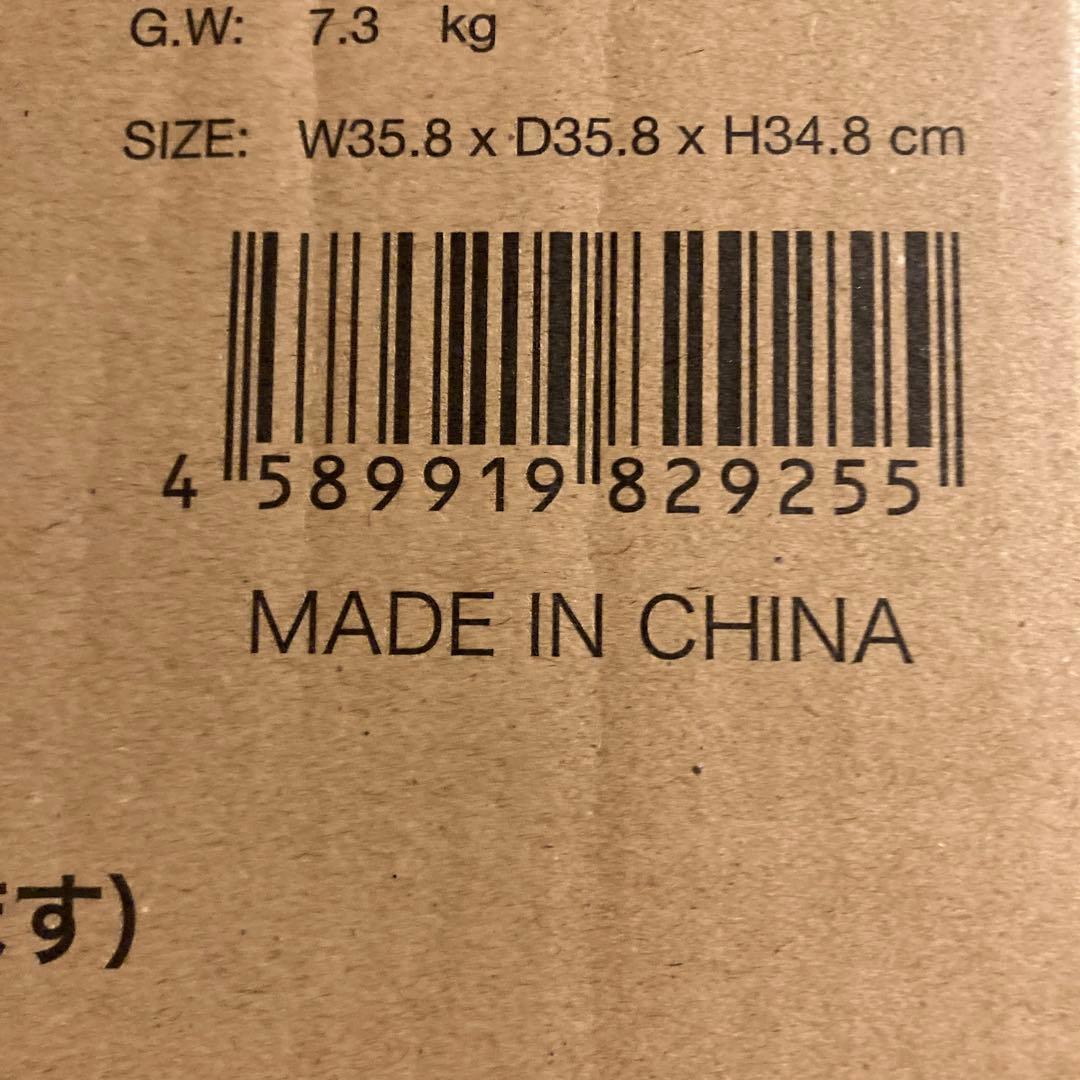 G.W: 7.3 kg
SIZE: W35.8 x D35.8 x H34.8 cm
4 589919 829255
MADE IN CHINA
す)